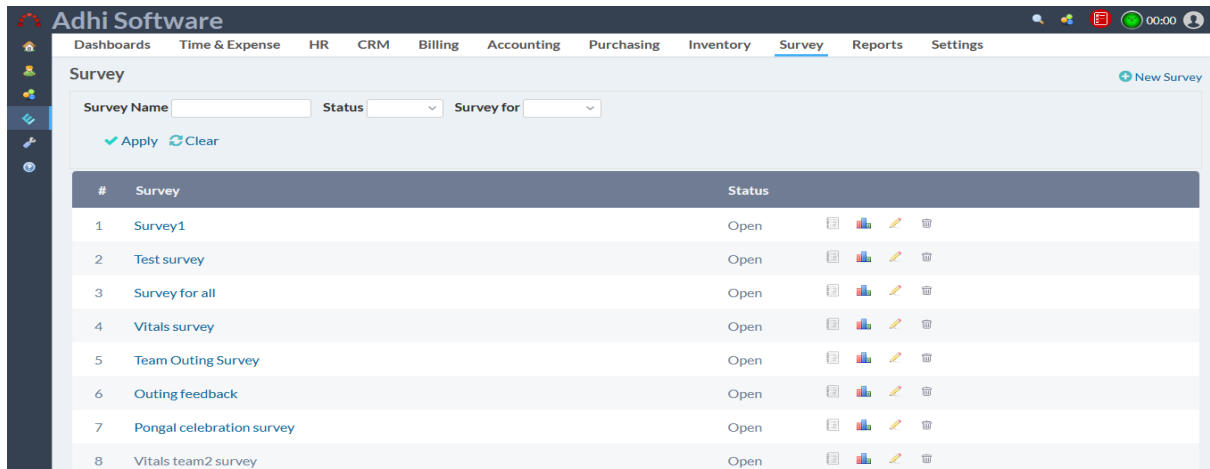 Adhi Software 00:00
Dashboards Time & Expense HR CRM Billing Accounting Purchasing Inventory Survey Reports Settings
Survey New Survey
Survey Name Status Survey for
Apply Clear
# Survey Status
1 Survey1 Open
2 Test survey Open
3 Survey for all Open
4 Vitals survey Open
5 Team Outing Survey Open
6 Outing feedback Open
7 Pongal celebration survey Open
8 Vitals team2 survey Open